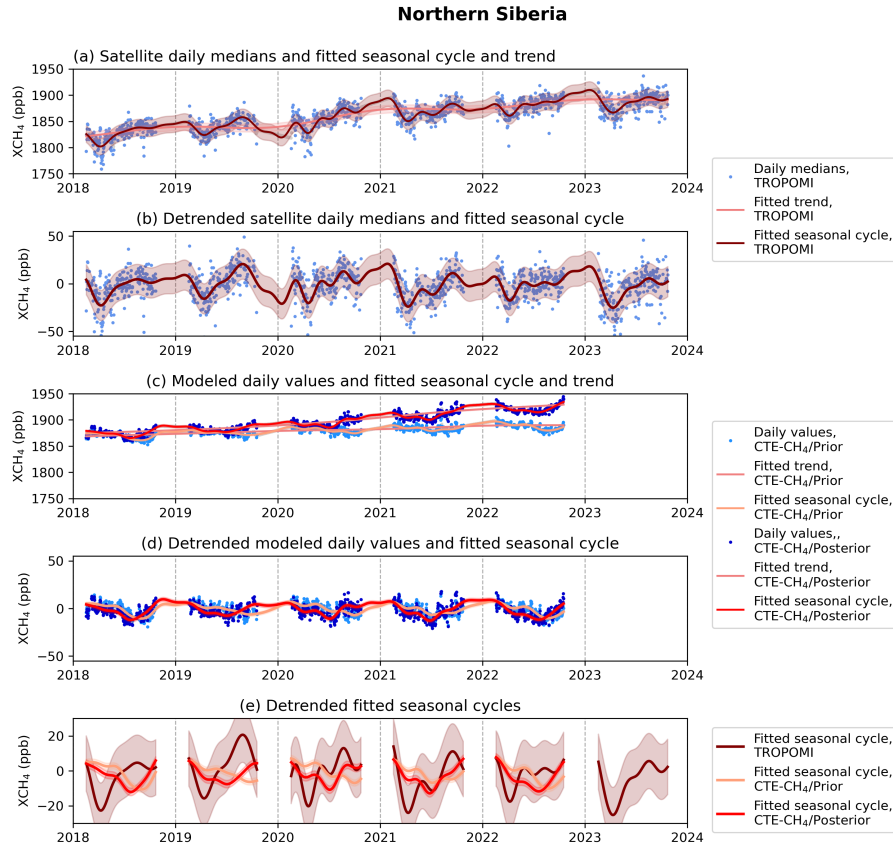 Northern Siberia
(a) Satellite daily medians and fitted seasonal cycle and trend
XCH₄ (ppb)
1950
1900
1850
1800
1750
2018 2019 2020 2021 2022 2023 2024
Daily medians,
TROPOMI
Fitted trend,
TROPOMI
Fitted seasonal cycle,
TROPOMI
(b) Detrended satellite daily medians and fitted seasonal cycle
XCH₄ (ppb)
50
0
−50
2018 2019 2020 2021 2022 2023 2024
(c) Modeled daily values and fitted seasonal cycle and trend
XCH₄ (ppb)
1950
1900
1850
1800
1750
2018 2019 2020 2021 2022 2023 2024
Daily values,
CTE-CH₄/Prior
Fitted trend,
CTE-CH₄/Prior
Fitted seasonal cycle,
CTE-CH₄/Prior
Daily values,,
CTE-CH₄/Posterior
Fitted trend,
CTE-CH₄/Posterior
Fitted seasonal cycle,
CTE-CH₄/Posterior
(d) Detrended modeled daily values and fitted seasonal cycle
XCH₄ (ppb)
50
0
−50
2018 2019 2020 2021 2022 2023 2024
(e) Detrended fitted seasonal cycles
XCH₄ (ppb)
20
0
−20
2018 2019 2020 2021 2022 2023 2024
Fitted seasonal cycle,
TROPOMI
Fitted seasonal cycle,
CTE-CH₄/Prior
Fitted seasonal cycle,
CTE-CH₄/Posterior